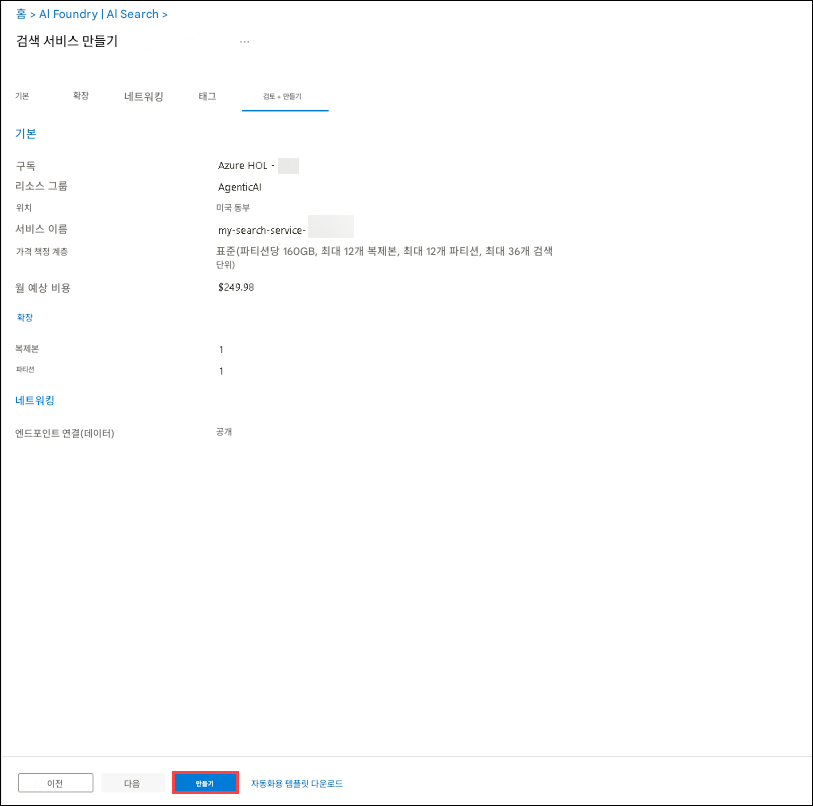 홈 > AI Foundry | AI Search >
검색 서비스 만들기 ...
기본 확장 네트워킹 태그 검토 + 만들기
기본
구독 Azure HOL -
리소스 그룹 AgenticAI
위치 미국 동부
서비스 이름 my-search-service-
가격 책정 계층 표준(파티션당 160GB, 최대 12개 복제본, 최대 12개 파티션, 최대 36개 검색
단위)
월 예상 비용 $249.98
확장
복제본 1
파티션 1
네트워킹
엔드포인트 연결(데이터) 공개
이전 다음 만들기 자동화용 템플릿 다운로드